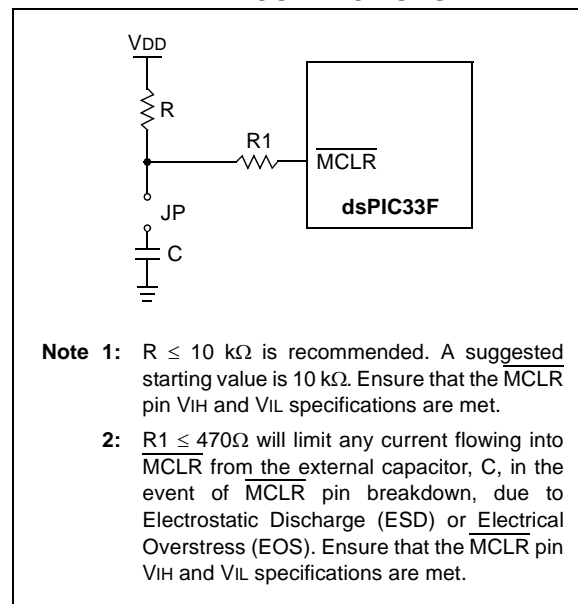 VDD
R
R1
MCLR
dsPIC33F
JP
C
Note 1: R ≤ 10 kΩ is recommended. A suggested
starting value is 10 kΩ. Ensure that the MCLR
pin VIH and VIL specifications are met.
2: R1 ≤ 470Ω will limit any current flowing into
MCLR from the external capacitor, C, in the
event of MCLR pin breakdown, due to
Electrostatic Discharge (ESD) or Electrical
Overstress (EOS). Ensure that the MCLR pin
VIH and VIL specifications are met.